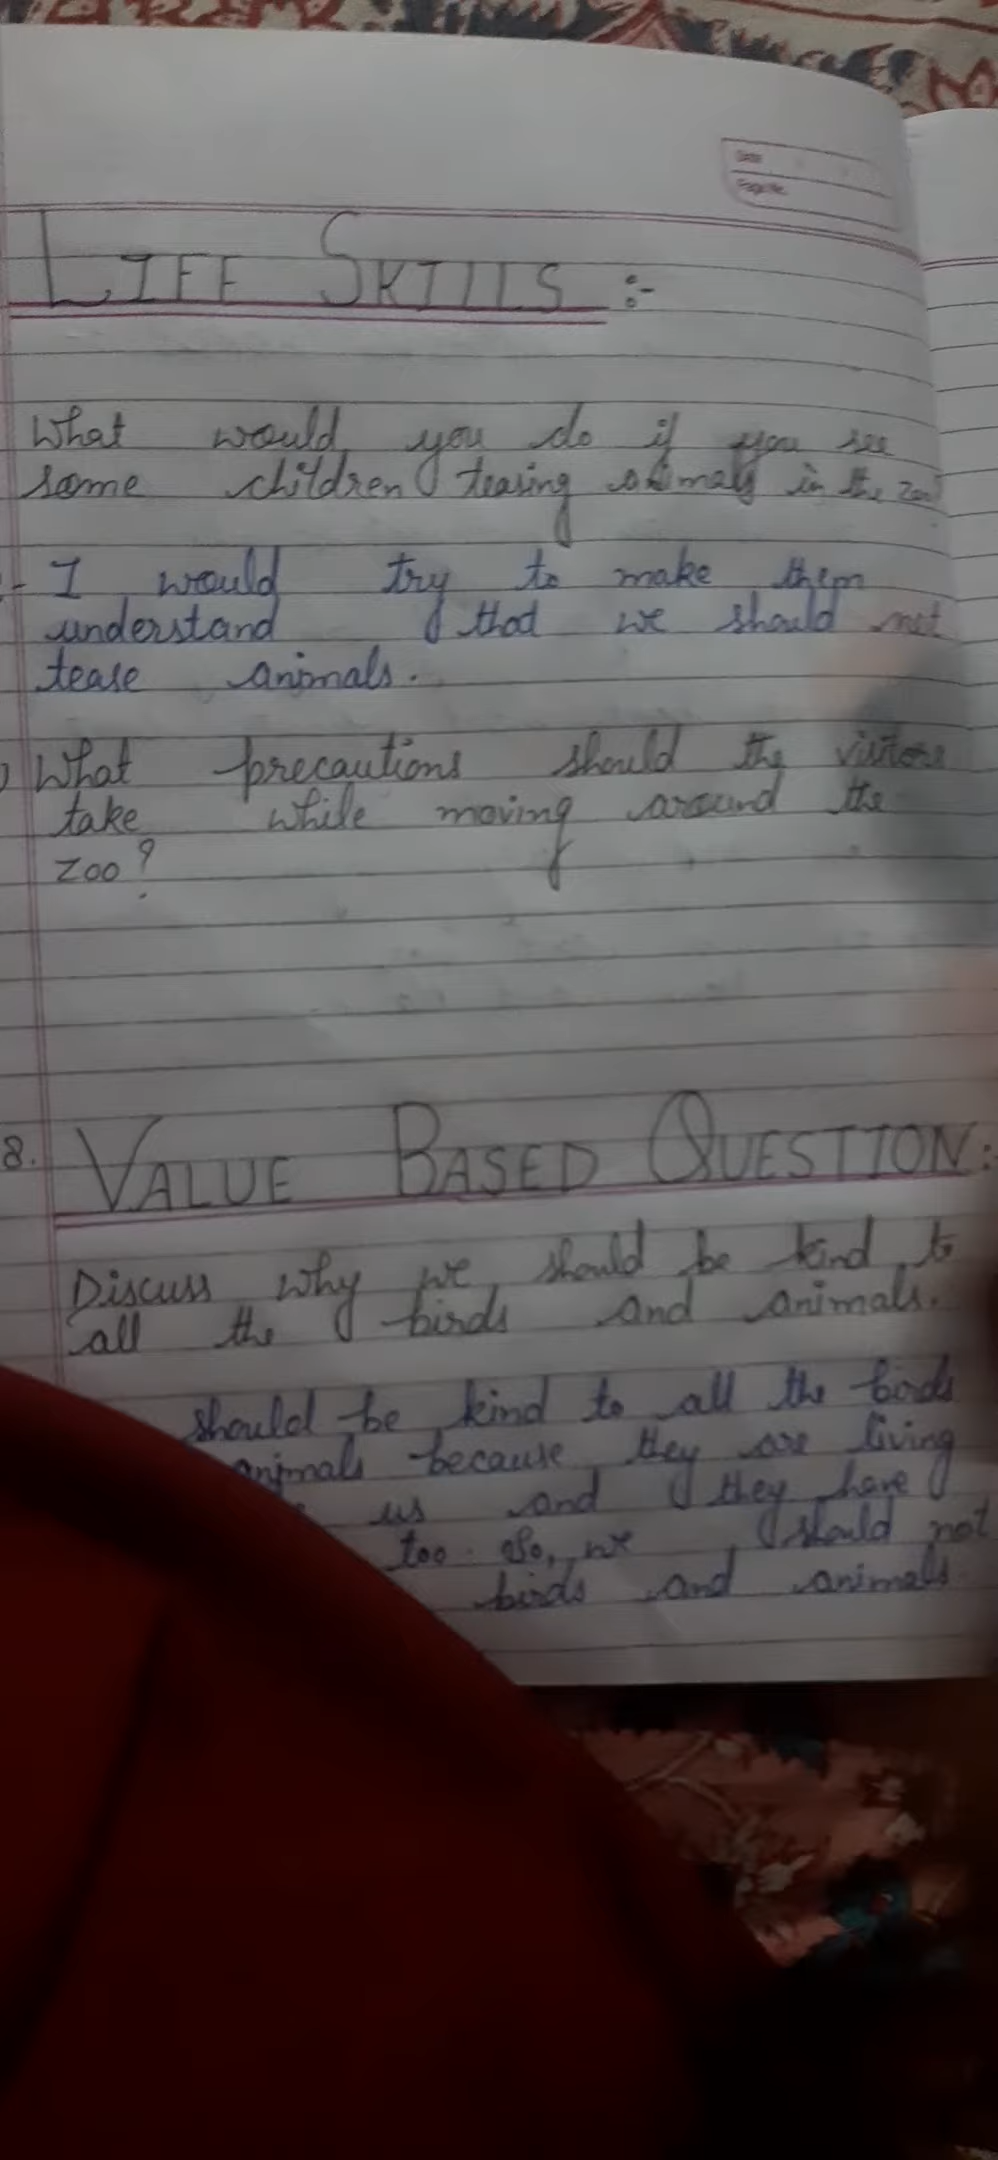 Date
Page No.
LIFE SKILLS :-
What would you do if you see
some children teasing animals in the zoo
:- I would try to make them
understand that we should not
tease animals.
) What precautions should the visitors
take while moving around the
zoo?
8. VALUE BASED QUESTION:
Discuss why we should be kind to
all the birds and animals.
should be kind to all the birds
animals because they are living
us and they have
too. So, we should not
birds and animals